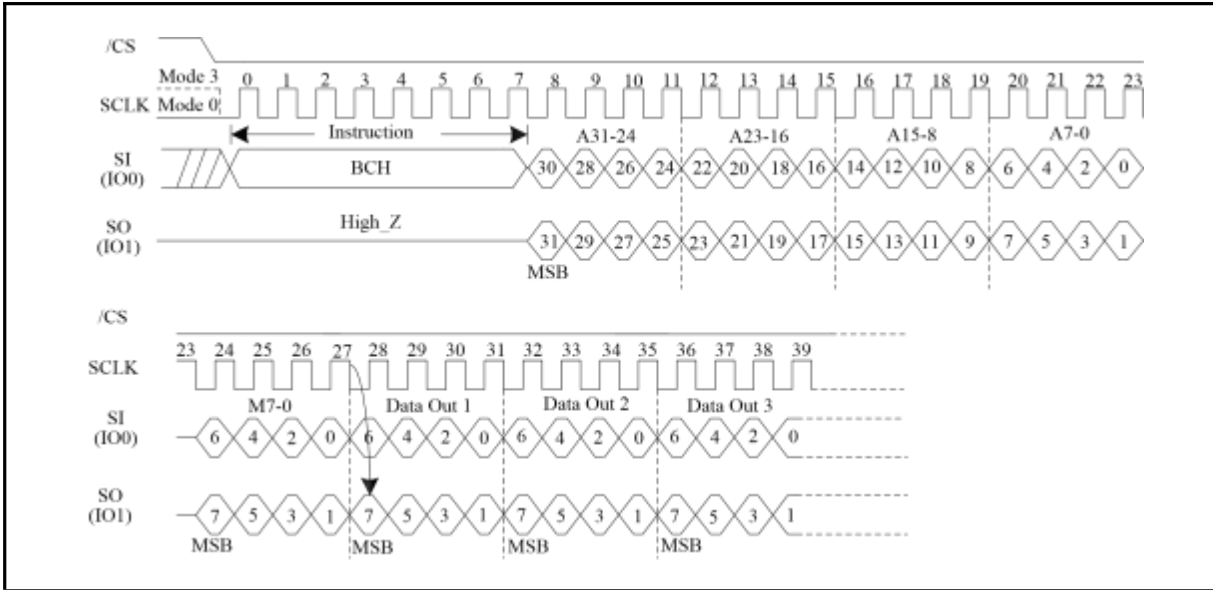 /CS
Mode 3 0 1 2 3 4 5 6 7 8 9 10 11 12 13 14 15 16 17 18 19 20 21 22 23
SCLK Mode 0
Instruction A31-24 A23-16 A15-8 A7-0
SI
(IO0)
BCH 30 28 26 24 22 20 18 16 14 12 10 8 6 4 2 0
High_Z
SO
(IO1)
31 29 27 25 23 21 19 17 15 13 11 9 7 5 3 1
MSB
/CS
23 24 25 26 27 28 29 30 31 32 33 34 35 36 37 38 39
SCLK
M7-0 Data Out 1 Data Out 2 Data Out 3
SI
(IO0)
6 4 2 0 6 4 2 0 6 4 2 0 6 4 2 0
SO
(IO1)
7 5 3 1 7 5 3 1 7 5 3 1 7 5 3 1
MSB MSB MSB MSB